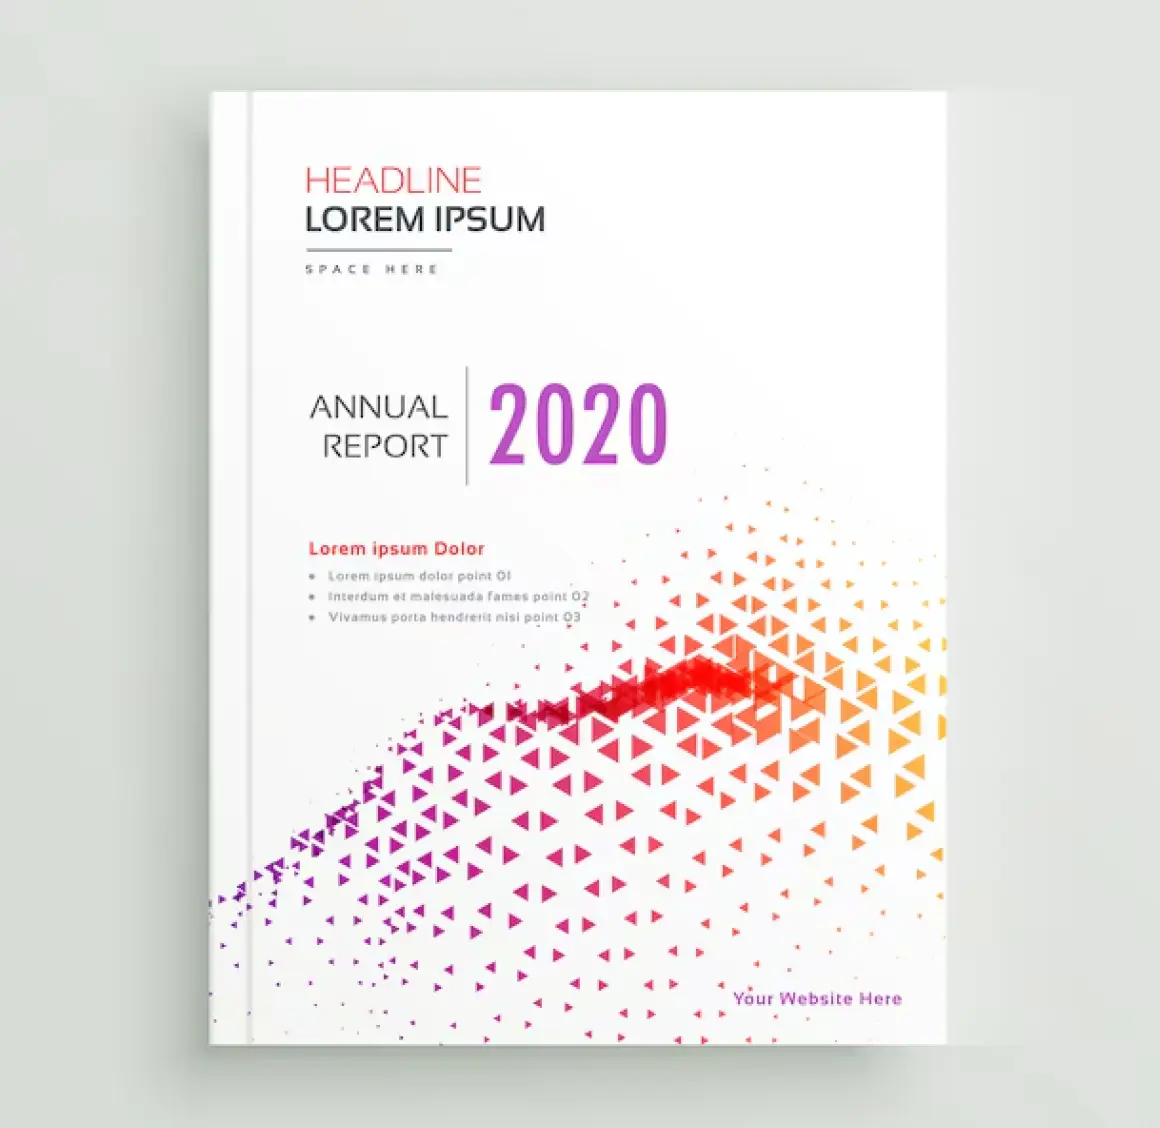 HEADLINE
LOREM IPSUM
SPACE HERE
ANNUAL
REPORT
2020
Lorem ipsum Dolor
• Lorem ipsum dolor point 01
• Interdum et malesuada fames point 02
• Vivamus porta hendrerit nisi point 03
Your Website Here